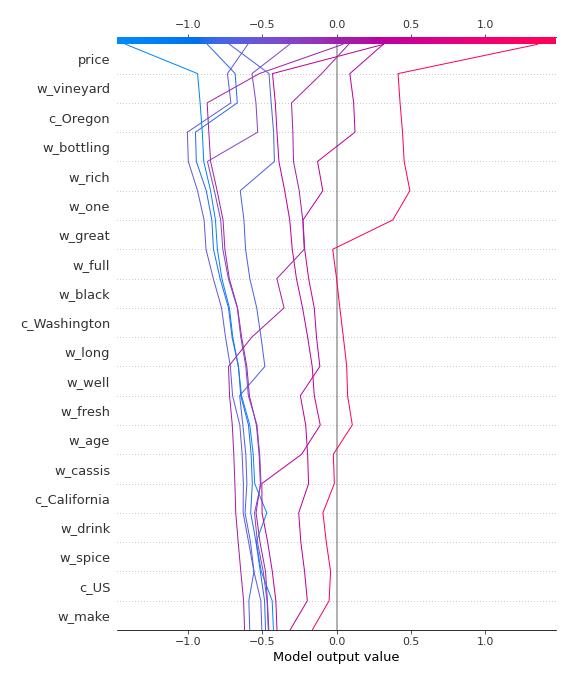 −1.0 −0.5 0.0 0.5 1.0
price
w_vineyard
c_Oregon
w_bottling
w_rich
w_one
w_great
w_full
w_black
c_Washington
w_long
w_well
w_fresh
w_age
w_cassis
c_California
w_drink
w_spice
c_US
w_make
−1.0 −0.5 0.0 0.5 1.0
Model output value